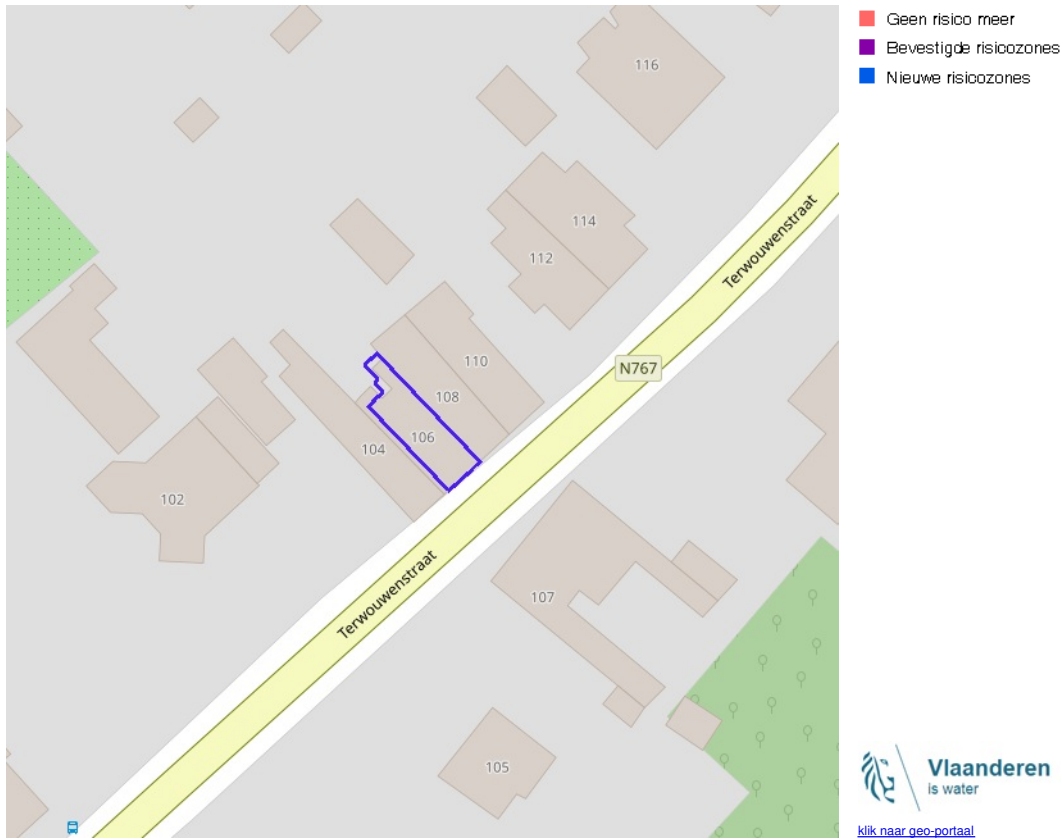 Geen risico meer
Bevestigde risicozones
Nieuwe risicozones
116
114
112
Terwouwenstraat
N767
110
108
106
104
102
107
Terwouwenstraat
105
Vlaanderen
is water
klik naar geo-portaal